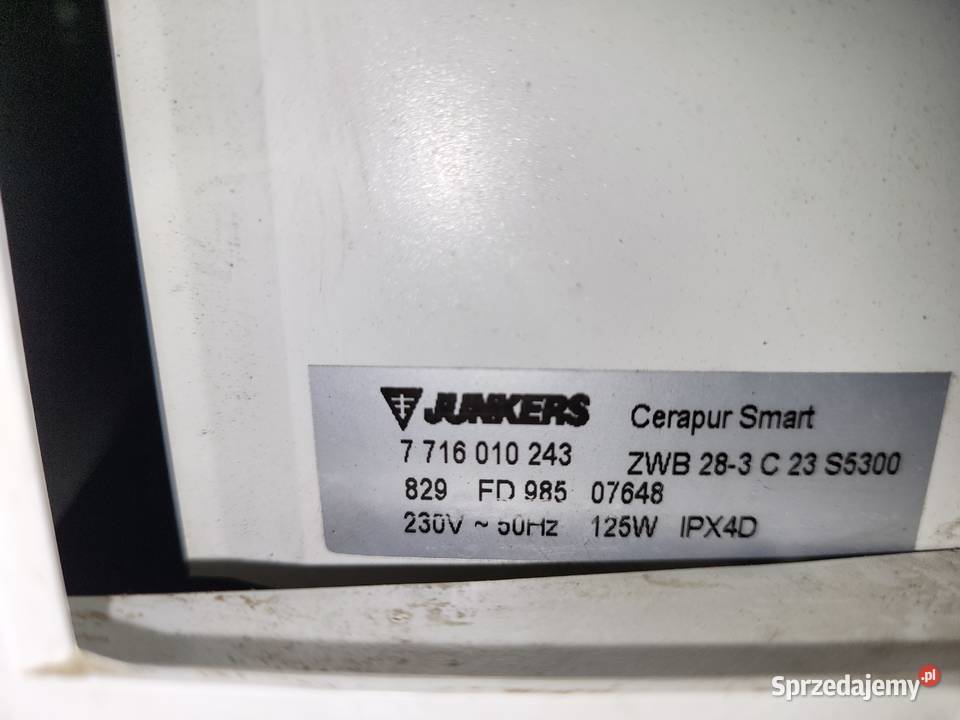 JUNKERS Cerapur Smart
7 716 010 243 ZWB 28-3 C 23 S5300
829 FD 985 07648
230V ~ 50Hz 125W IPX4D
Sprzedajemy.pl